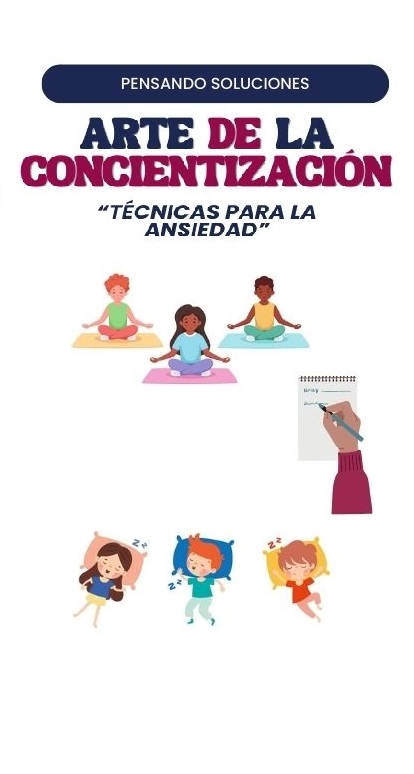 PENSANDO SOLUCIONES
ARTE DE LA
CONCIENTIZACIÓN
“TÉCNICAS PARA LA
ANSIEDAD”
Z Z
Z Z
Z Z